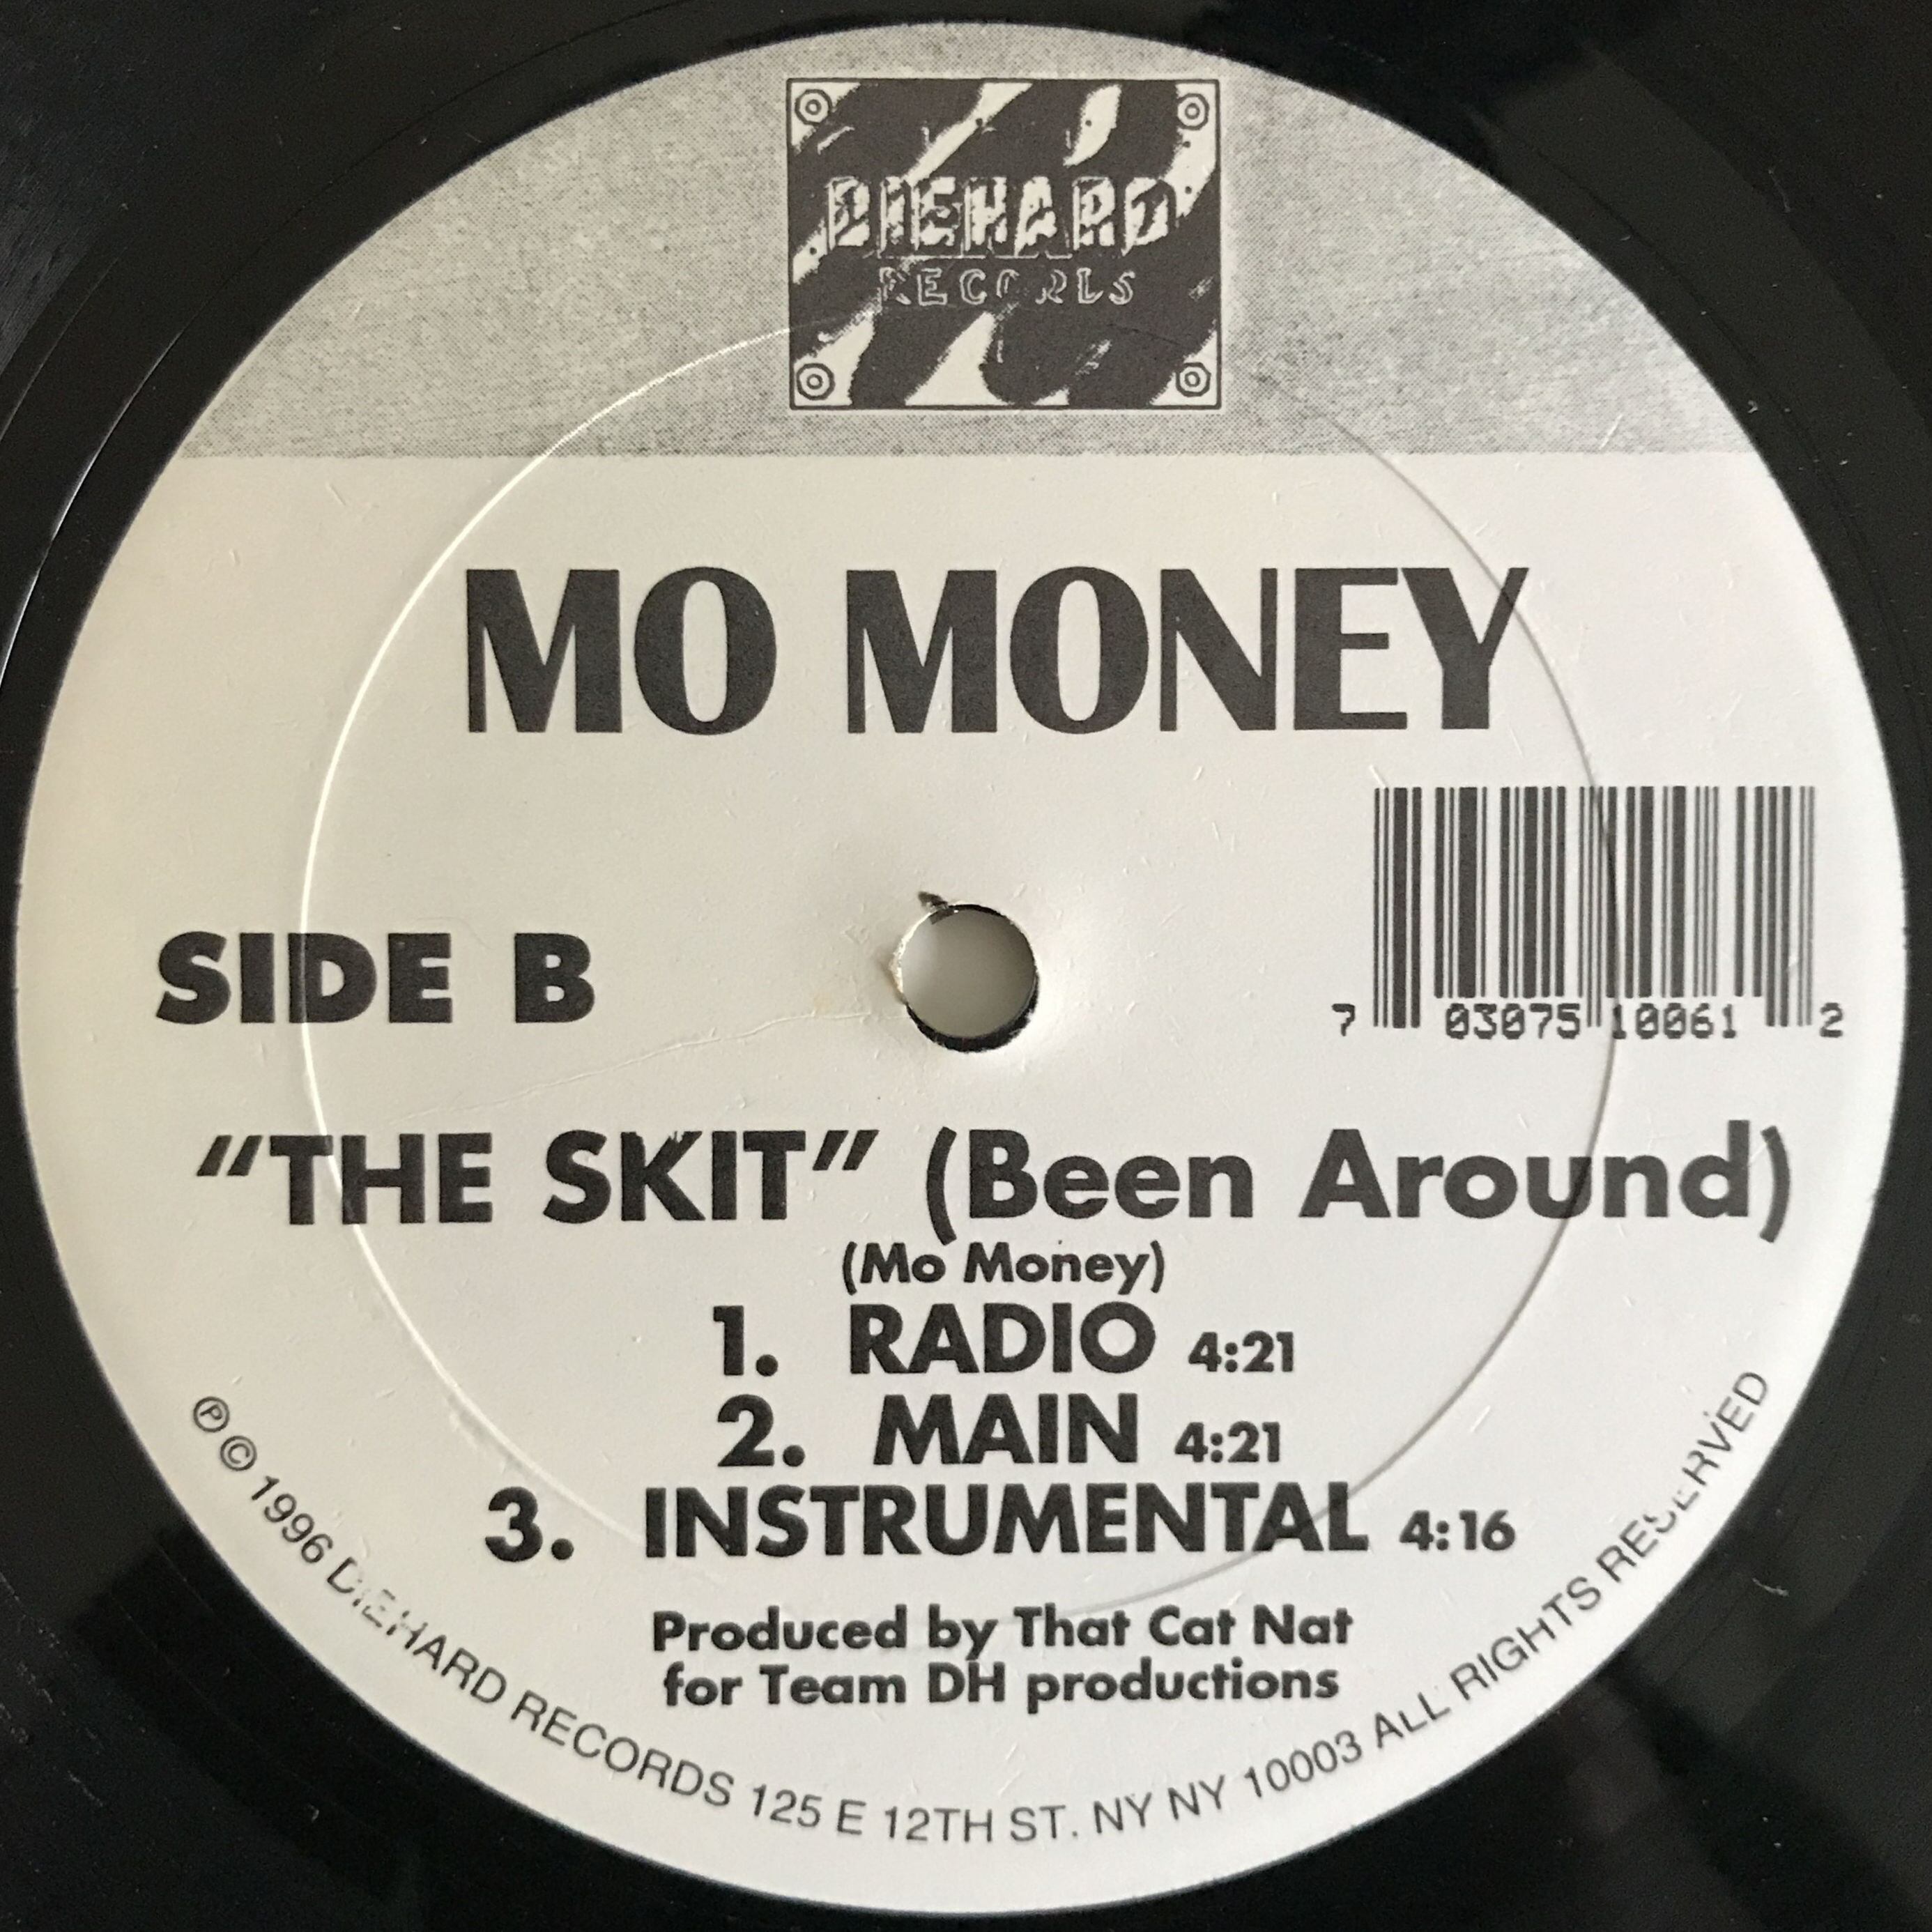 DIEHARD
RECORDS
MO MONEY
SIDE B
7 03075 10061 2
"THE SKIT" (Been Around)
(Mo Money)
1. RADIO 4:21
2. MAIN 4:21
3. INSTRUMENTAL 4:16
Produced by That Cat Nat
for Team DH productions
℗© 1996 DIEHARD RECORDS 125 E 12TH ST. NY NY 10003 ALL RIGHTS RESERVED